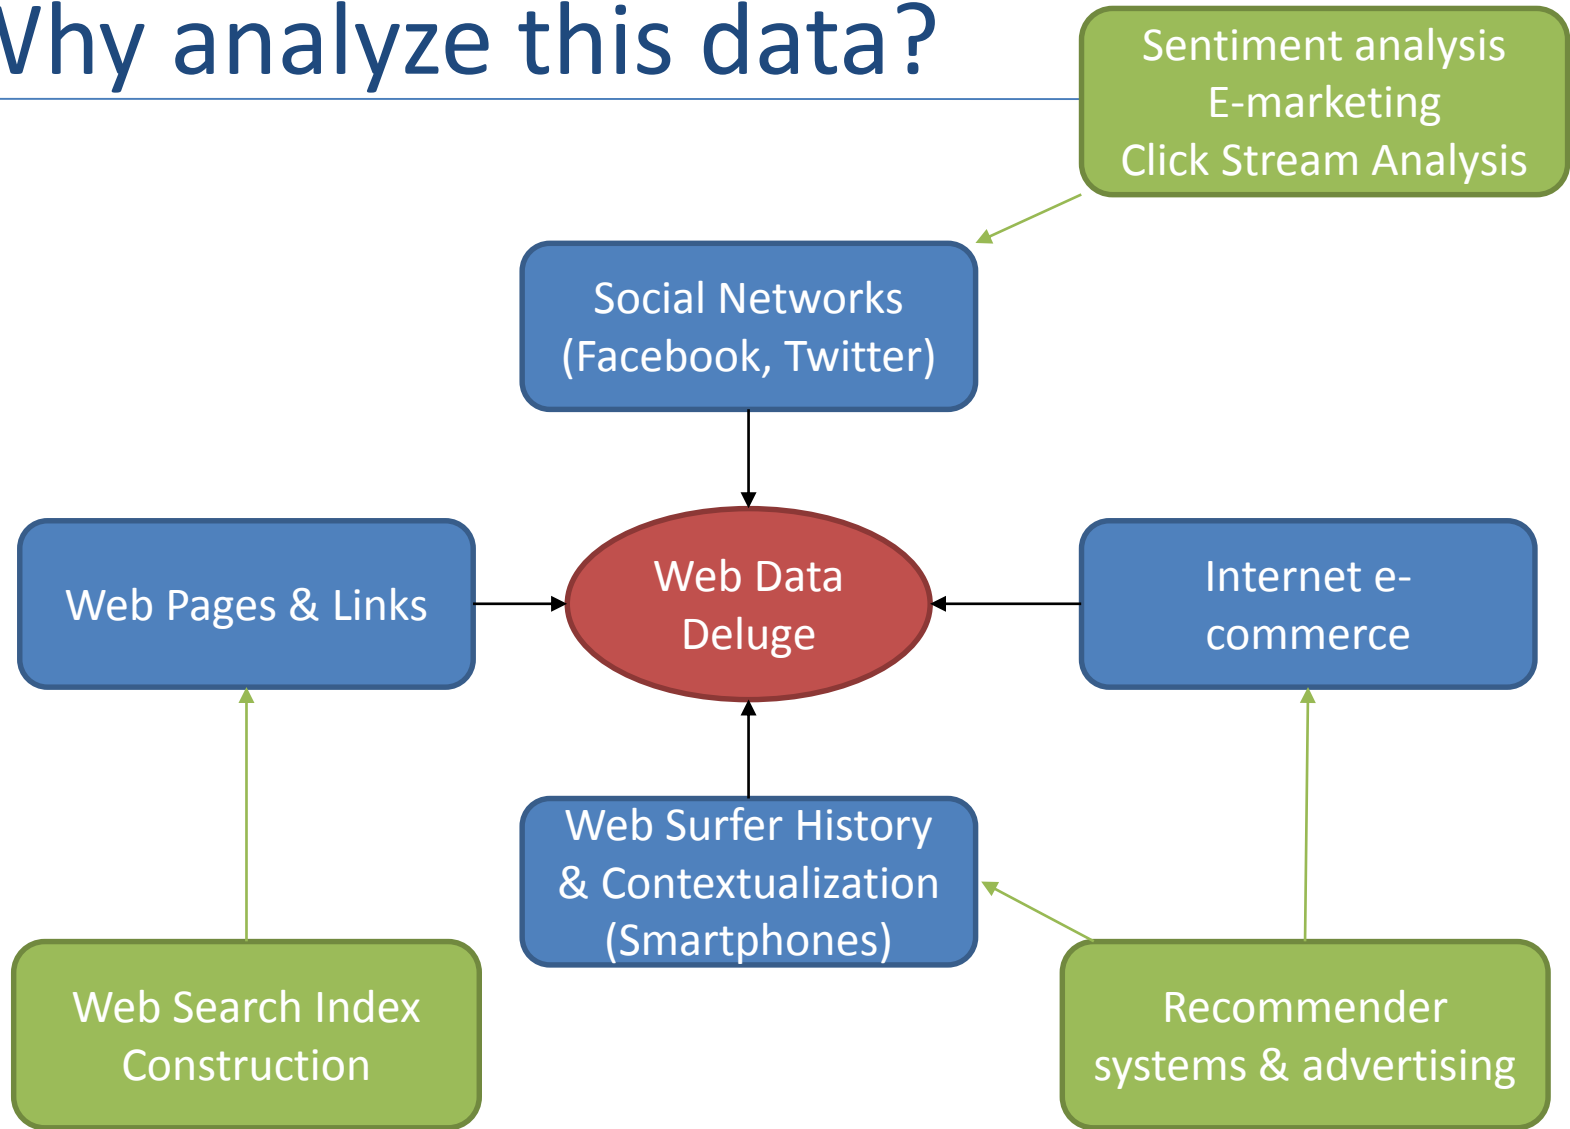 Why analyze this data?
Sentiment analysis
E-marketing
Click Stream Analysis
Social Networks
(Facebook, Twitter)
Web Pages & Links
Web Data
Deluge
Internet e-
commerce
Web Surfer History
& Contextualization
(Smartphones)
Web Search Index
Construction
Recommender
systems & advertising